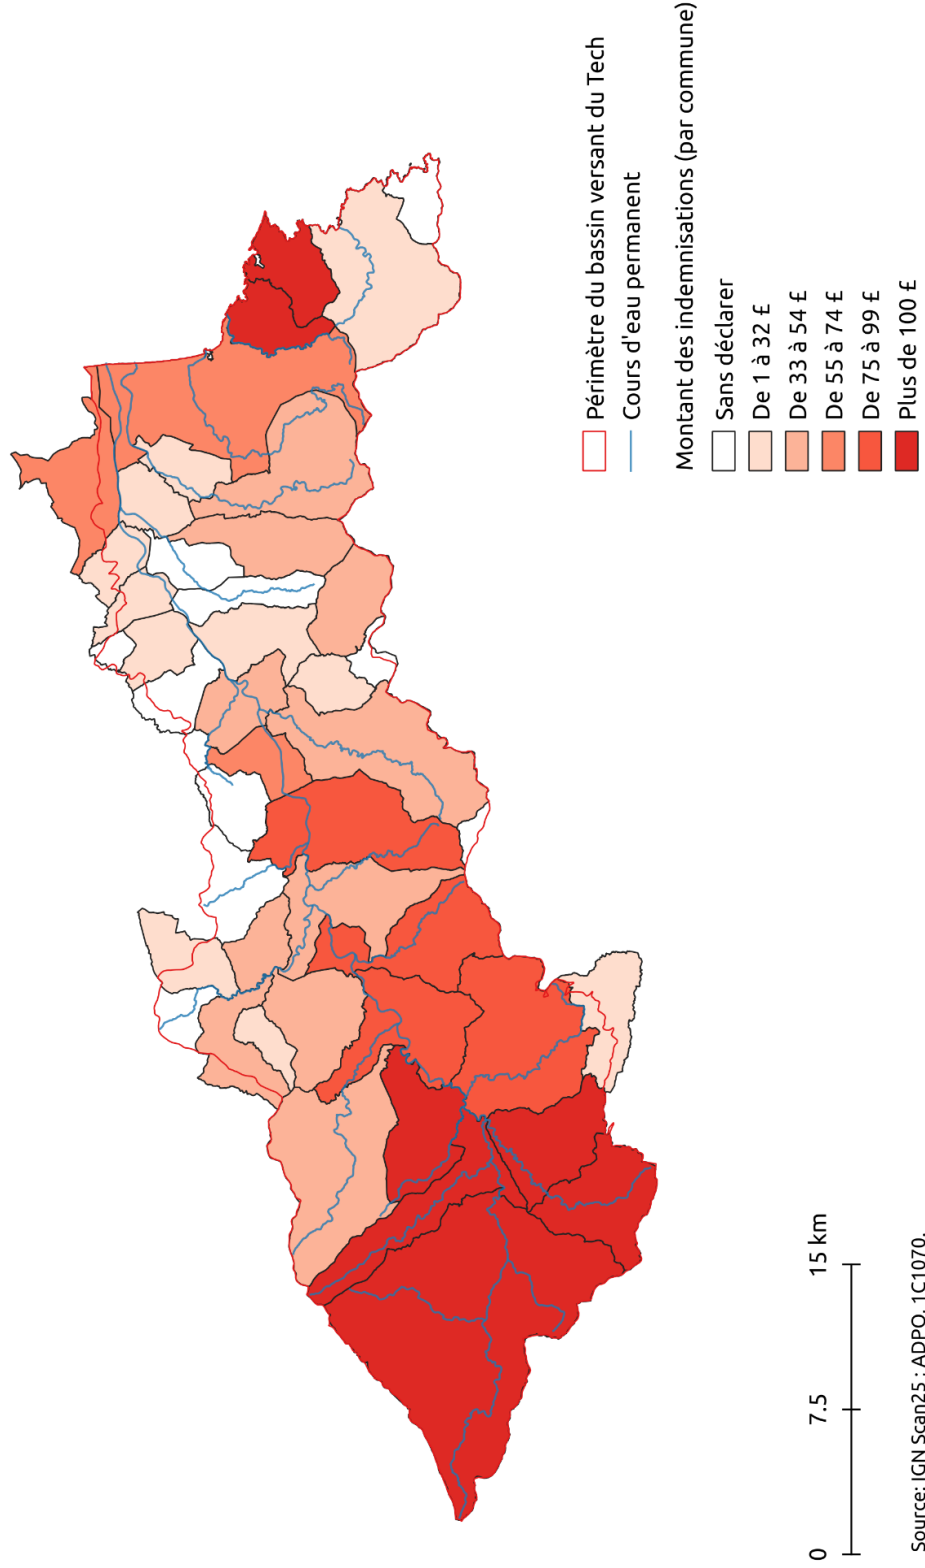 Périmètre du bassin versant du Tech
Cours d'eau permanent
Montant des indemnisations (par commune)
Sans déclarer
De 1 à 32 £
De 33 à 54 £
De 55 à 74 £
De 75 à 99 £
Plus de 100 £
0 7.5 15 km
Source: IGN Scan25 ; ADPO, 1C1070.